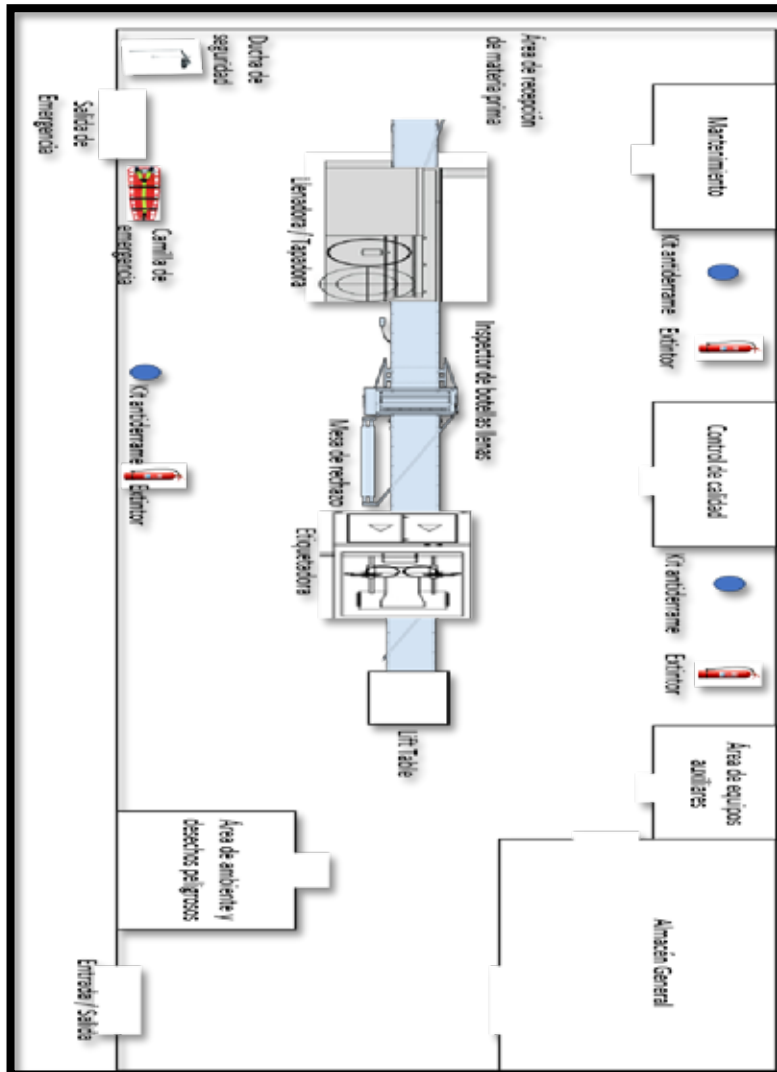 Mantenimiento
Kit antiderrame
Extintor
Control de calidad
Kit antiderrame
Extintor
Área de equipos
auxiliares
Almacén General
Área de recepción
de matería prima
Inspector de botellas llenas
Lift Table
Llenadora / Tapadora
Mesa de rechazo
Etiquetadora
Ducha de
seguridad
Área de ambiente y
desechos peligrosos
Camilla de
emergencia
Kit antiderrame
Extintor
Salida de
Emergencia
Entrada / Salida